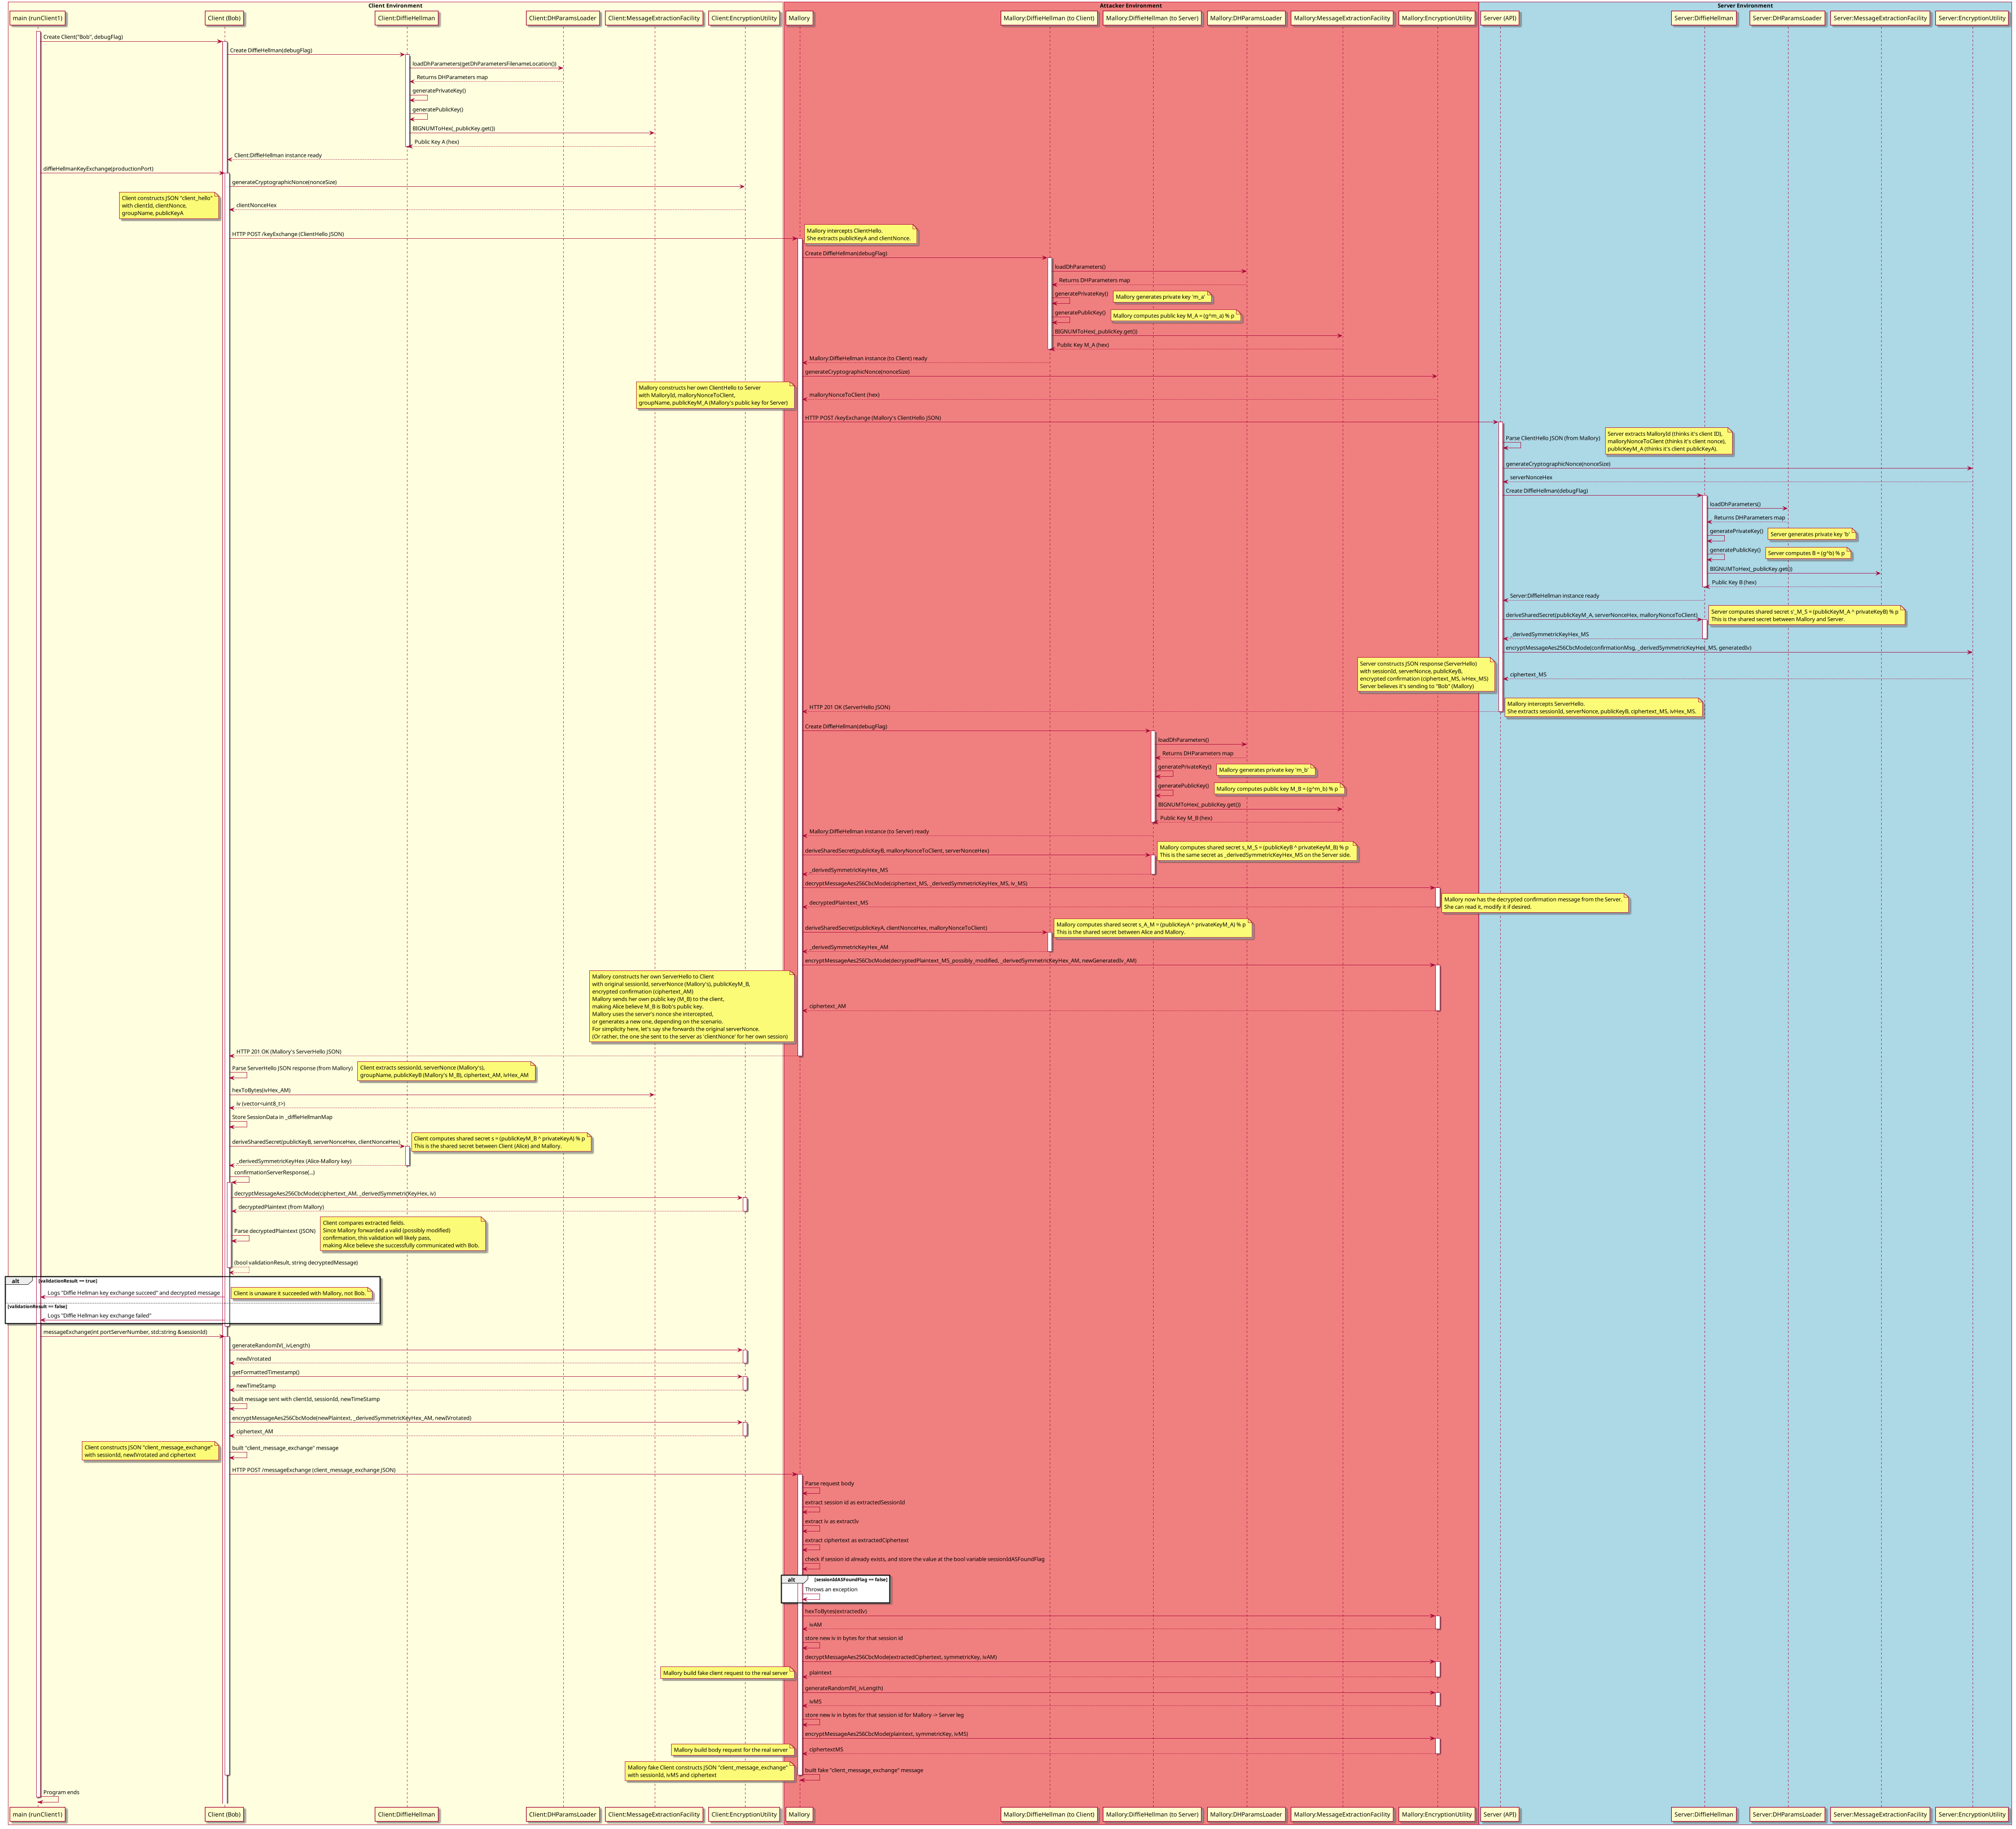 Client Environment
Attacker Environment
Server Environment
main (runClient1)
Client (Bob)
Client:DiffieHellman
Client:DHParamsLoader
Client:MessageExtractionFacility
Client:EncryptionUtility
Mallory
Mallory:DiffieHellman (to Client)
Mallory:DiffieHellman (to Server)
Mallory:DHParamsLoader
Mallory:MessageExtractionFacility
Mallory:EncryptionUtility
Server (API)
Server:DiffieHellman
Server:DHParamsLoader
Server:MessageExtractionFacility
Server:EncryptionUtility
Create Client("Bob", debugFlag)
Create DiffieHellman(debugFlag)
loadDhParameters(getDhParametersFilenameLocation())
Returns DHParameters map
generatePrivateKey()
generatePublicKey()
BIGNUMToHex(_publicKey.get())
Public Key A (hex)
Client:DiffieHellman instance ready
diffieHellmanKeyExchange(productionPort)
generateCryptographicNonce(nonceSize)
Client constructs JSON "client_hello"
with clientId, clientNonce,
groupName, publicKeyA
clientNonceHex
HTTP POST /keyExchange (ClientHello JSON)
Mallory intercepts ClientHello.
She extracts publicKeyA and clientNonce.
Create DiffieHellman(debugFlag)
loadDhParameters()
Returns DHParameters map
generatePrivateKey()
Mallory generates private key 'm_a'
generatePublicKey()
Mallory computes public key M_A = (g^m_a) % p
BIGNUMToHex(_publicKey.get())
Public Key M_A (hex)
Mallory:DiffieHellman instance (to Client) ready
generateCryptographicNonce(nonceSize)
Mallory constructs her own ClientHello to Server
with MalloryId, malloryNonceToClient,
groupName, publicKeyM_A (Mallory's public key for Server)
malloryNonceToClient (hex)
HTTP POST /keyExchange (Mallory's ClientHello JSON)
Parse ClientHello JSON (from Mallory)
Server extracts MalloryId (thinks it's client ID),
malloryNonceToClient (thinks it's client nonce),
publicKeyM_A (thinks it's client publicKeyA).
generateCryptographicNonce(nonceSize)
serverNonceHex
Create DiffieHellman(debugFlag)
loadDhParameters()
Returns DHParameters map
generatePrivateKey()
Server generates private key 'b'
generatePublicKey()
Server computes B = (g^b) % p
BIGNUMToHex(_publicKey.get())
Public Key B (hex)
Server:DiffieHellman instance ready
deriveSharedSecret(publicKeyM_A, serverNonceHex, malloryNonceToClient)
Server computes shared secret s'_M_S = (publicKeyM_A ^ privateKeyB) % p
This is the shared secret between Mallory and Server.
_derivedSymmetricKeyHex_MS
encryptMessageAes256CbcMode(confirmationMsg, _derivedSymmetricKeyHex_MS, generatedIv)
Server constructs JSON response (ServerHello)
with sessionId, serverNonce, publicKeyB,
encrypted confirmation (ciphertext_MS, ivHex_MS)
Server believes it's sending to "Bob" (Mallory)
ciphertext_MS
HTTP 201 OK (ServerHello JSON)
Mallory intercepts ServerHello.
She extracts sessionId, serverNonce, publicKeyB, ciphertext_MS, ivHex_MS.
Create DiffieHellman(debugFlag)
loadDhParameters()
Returns DHParameters map
generatePrivateKey()
Mallory generates private key 'm_b'
generatePublicKey()
Mallory computes public key M_B = (g^m_b) % p
BIGNUMToHex(_publicKey.get())
Public Key M_B (hex)
Mallory:DiffieHellman instance (to Server) ready
deriveSharedSecret(publicKeyB, malloryNonceToClient, serverNonceHex)
Mallory computes shared secret s_M_S = (publicKeyB ^ privateKeyM_B) % p
This is the same secret as _derivedSymmetricKeyHex_MS on the Server side.
_derivedSymmetricKeyHex_MS
decryptMessageAes256CbcMode(ciphertext_MS, _derivedSymmetricKeyHex_MS, iv_MS)
decryptedPlaintext_MS
Mallory now has the decrypted confirmation message from the Server.
She can read it, modify it if desired.
deriveSharedSecret(publicKeyA, clientNonceHex, malloryNonceToClient)
Mallory computes shared secret s_A_M = (publicKeyA ^ privateKeyM_A) % p
This is the shared secret between Alice and Mallory.
_derivedSymmetricKeyHex_AM
encryptMessageAes256CbcMode(decryptedPlaintext_MS_possibly_modified, _derivedSymmetricKeyHex_AM, newGeneratedIv_AM)
Mallory constructs her own ServerHello to Client
with original sessionId, serverNonce (Mallory's), publicKeyM_B,
encrypted confirmation (ciphertext_AM)
Mallory sends her own public key (M_B) to the client,
making Alice believe M_B is Bob's public key.
Mallory uses the server's nonce she intercepted,
or generates a new one, depending on the scenario.
For simplicity here, let's say she forwards the original serverNonce.
(Or rather, the one she sent to the server as 'clientNonce' for her own session)
ciphertext_AM
HTTP 201 OK (Mallory's ServerHello JSON)
Parse ServerHello JSON response (from Mallory)
Client extracts sessionId, serverNonce (Mallory's),
groupName, publicKeyB (Mallory's M_B), ciphertext_AM, ivHex_AM
hexToBytes(ivHex_AM)
iv (vector<uint8_t>)
Store SessionData in _diffieHellmanMap
deriveSharedSecret(publicKeyB, serverNonceHex, clientNonceHex)
Client computes shared secret s = (publicKeyM_B ^ privateKeyA) % p
This is the shared secret between Client (Alice) and Mallory.
_derivedSymmetricKeyHex (Alice-Mallory key)
confirmationServerResponse(...)
decryptMessageAes256CbcMode(ciphertext_AM, _derivedSymmetricKeyHex, iv)
decryptedPlaintext (from Mallory)
Parse decryptedPlaintext (JSON)
Client compares extracted fields.
Since Mallory forwarded a valid (possibly modified)
confirmation, this validation will likely pass,
making Alice believe she successfully communicated with Bob.
(bool validationResult, string decryptedMessage)
alt [validationResult == true]
Logs "Diffie Hellman key exchange succeed" and decrypted message
Client is unaware it succeeded with Mallory, not Bob.
[validationResult == false]
Logs "Diffie Hellman key exchange failed"
messageExchange(int portServerNumber, std::string &sessionId)
generateRandomIV(_ivLength)
newIVrotated
getFormattedTimestamp()
newTimeStamp
built message sent with clientId, sessionId, newTimeStamp
encryptMessageAes256CbcMode(newPlaintext, _derivedSymmetricKeyHex_AM, newIVrotated)
ciphertext_AM
Client constructs JSON "client_message_exchange"
with sessionId, newIVrotated and ciphertext
built "client_message_exchange" message
HTTP POST /messageExchange (client_message_exchange JSON)
Parse request body
extract session id as extractedSessionId
extract iv as extractIv
extract ciphertext as extractedCiphertext
check if session id already exists, and store the value at the bool variable sessionIdASFoundFlag
alt [sessionIdASFoundFlag == false]
Throws an exception
hexToBytes(extractedIv)
ivAM
store new iv in bytes for that session id
decryptMessageAes256CbcMode(extractedCiphertext, symmetricKey, ivAM)
Mallory build fake client request to the real server
plaintext
generateRandomIV(_ivLength)
ivMS
store new iv in bytes for that session id for Mallory -> Server leg
encryptMessageAes256CbcMode(plaintext, symmetricKey, ivMS)
Mallory build body request for the real server
ciphertextMS
Mallory fake Client constructs JSON "client_message_exchange"
with sessionId, ivMS and ciphertext
built fake "client_message_exchange" message
Program ends
main (runClient1)
Client (Bob)
Client:DiffieHellman
Client:DHParamsLoader
Client:MessageExtractionFacility
Client:EncryptionUtility
Mallory
Mallory:DiffieHellman (to Client)
Mallory:DiffieHellman (to Server)
Mallory:DHParamsLoader
Mallory:MessageExtractionFacility
Mallory:EncryptionUtility
Server (API)
Server:DiffieHellman
Server:DHParamsLoader
Server:MessageExtractionFacility
Server:EncryptionUtility